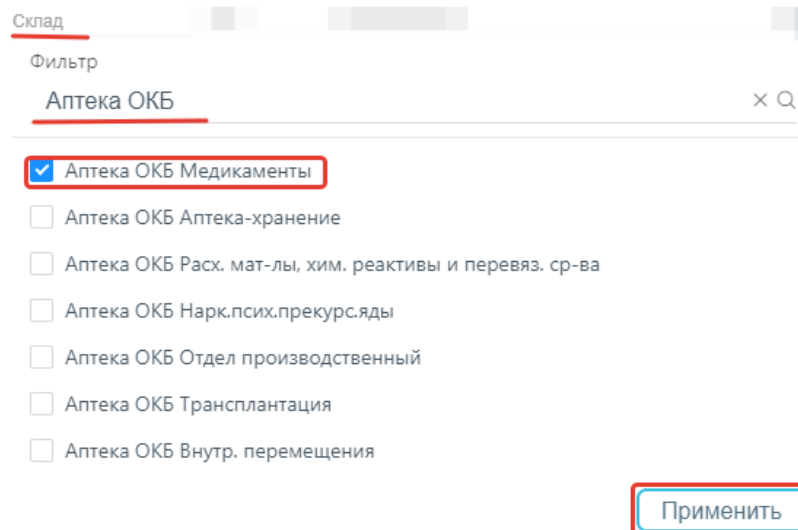 Склад
Фильтр
Аптека ОКБ
Аптека ОКБ Медикаменты
Аптека ОКБ Аптека-хранение
Аптека ОКБ Расх. мат-лы, хим. реактивы и перевяз. ср-ва
Аптека ОКБ Нарк.псих.прекурс.яды
Аптека ОКБ Отдел производственный
Аптека ОКБ Трансплантация
Аптека ОКБ Внутр. перемещения
Применить